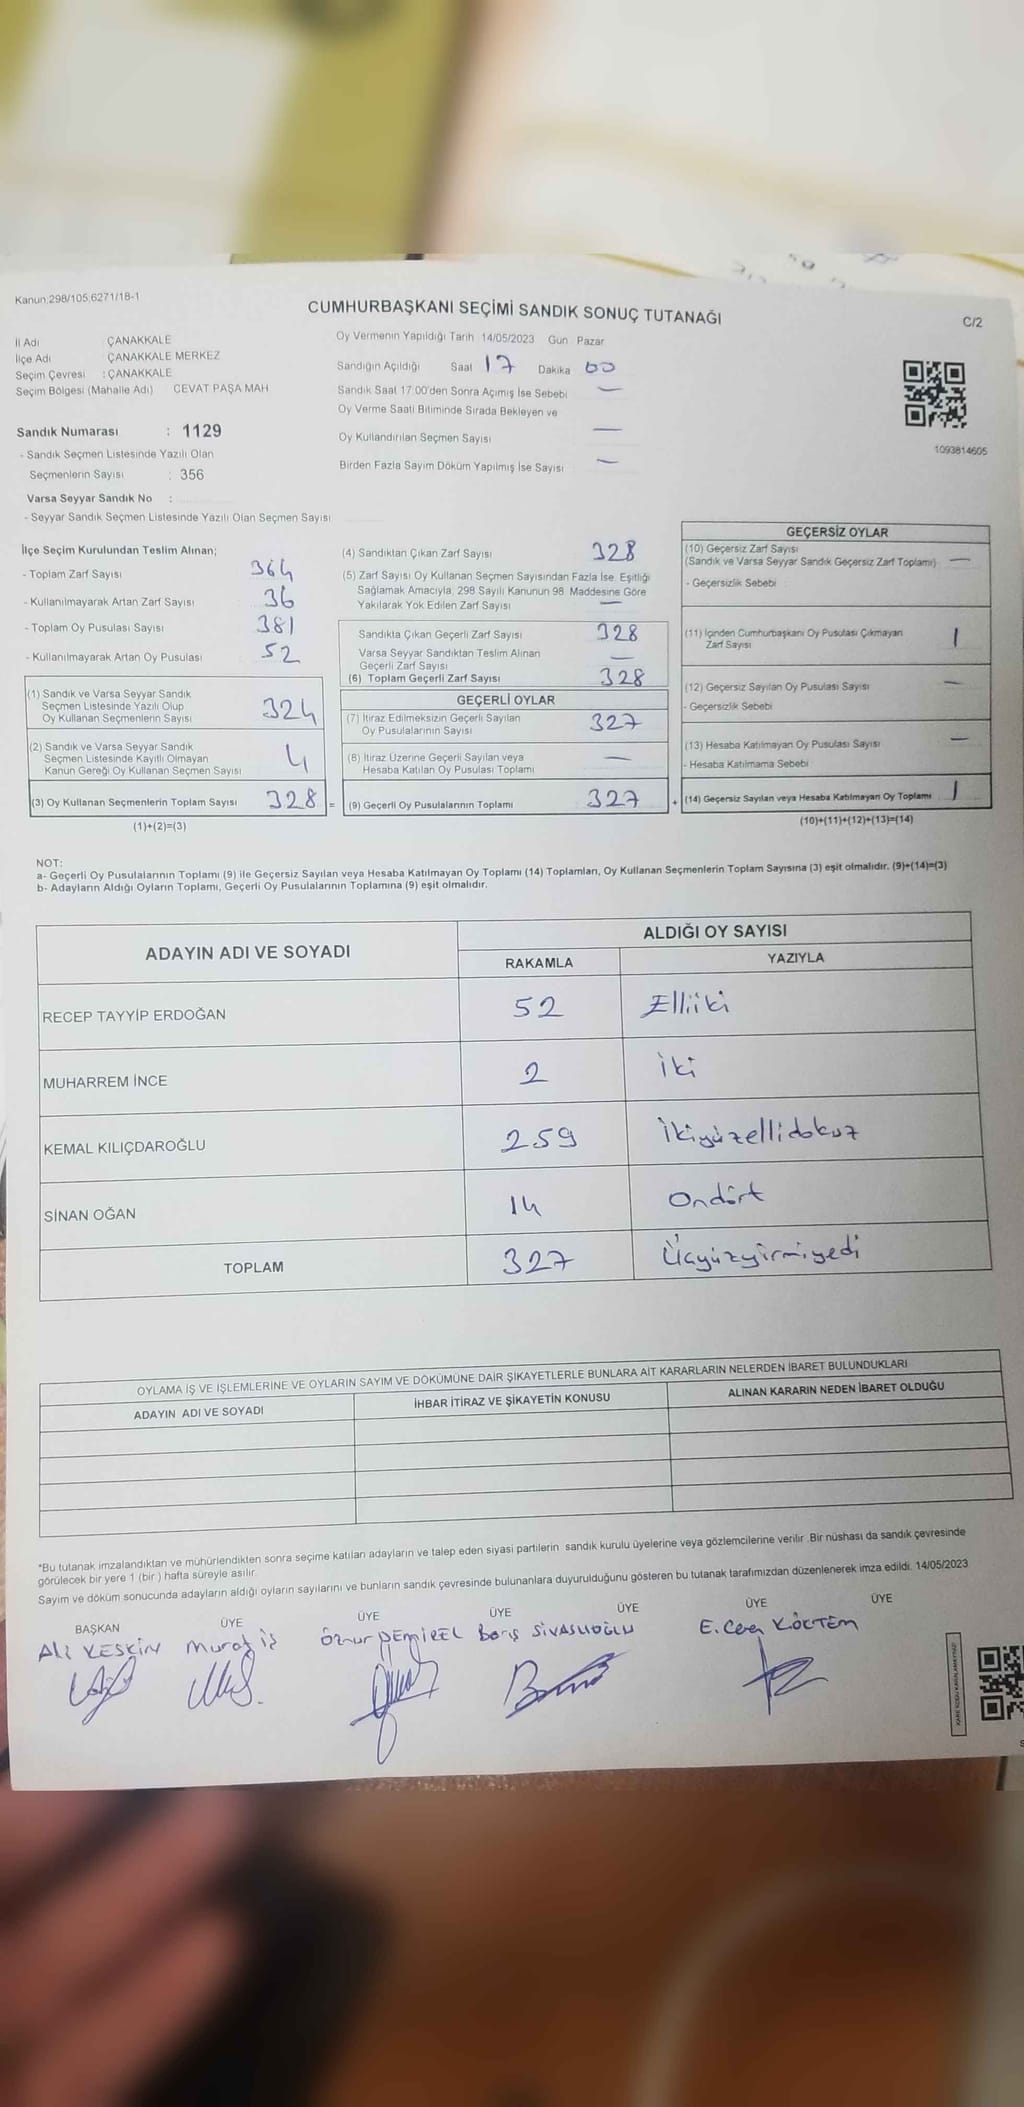 Kanun:298/105;6271/18-1
CUMHURBAŞKANI SEÇİMİ SANDIK SONUÇ TUTANAĞI
C/2
İl Adı : ÇANAKKALE
İlçe Adı : ÇANAKKALE MERKEZ
Seçim Çevresi : ÇANAKKALE
Seçim Bölgesi (Mahalle Adı) CEVAT PAŞA MAH
Sandık Numarası : 1129
- Sandık Seçmen Listesinde Yazılı Olan
Seçmenlerin Sayısı : 356
Varsa Seyyar Sandık No :
- Seyyar Sandık Seçmen Listesinde Yazılı Olan Seçmen Sayısı
Oy Vermenin Yapıldığı Tarih 14/05/2023 Gün Pazar
Sandığın Açıldığı Saat 17 Dakika 00
Sandık Saat 17:00'den Sonra Açımış İse Sebebi —
Oy Verme Saati Bitiminde Sırada Bekleyen ve
Oy Kullandırılan Seçmen Sayısı —
Birden Fazla Sayım Döküm Yapılmış İse Sayısı —
1093814605
İlçe Seçim Kurulundan Teslim Alınan;
- Toplam Zarf Sayısı 364
- Kullanılmayarak Artan Zarf Sayısı 36
- Toplam Oy Pusulası Sayısı 381
- Kullanılmayarak Artan Oy Pusulası 52
(1) Sandık ve Varsa Seyyar Sandık
Seçmen Listesinde Yazılı Olup
Oy Kullanan Seçmenlerin Sayısı 324
(2) Sandık ve Varsa Seyyar Sandık
Seçmen Listesinde Kayıtlı Olmayan
Kanun Gereği Oy Kullanan Seçmen Sayısı 4
(3) Oy Kullanan Seçmenlerin Toplam Sayısı 328 =
(1)+(2)=(3)
(4) Sandıktan Çıkan Zarf Sayısı 328
(5) Zarf Sayısı Oy Kullanan Seçmen Sayısından Fazla İse, Eşitliği
Sağlamak Amacıyla, 298 Sayılı Kanunun 98. Maddesine Göre
Yakılarak Yok Edilen Zarf Sayısı —
Sandıkta Çıkan Geçerli Zarf Sayısı 328
Varsa Seyyar Sandıktan Teslim Alınan
Geçerli Zarf Sayısı —
(6) Toplam Geçerli Zarf Sayısı 328
GEÇERLİ OYLAR
(7) İtiraz Edilmeksizin Geçerli Sayılan
Oy Pusulalarının Sayısı 327
(8) İtiraz Üzerine Geçerli Sayılan veya
Hesaba Katılan Oy Pusulası Toplamı —
(9) Geçerli Oy Pusulalarının Toplamı 327 +
GEÇERSİZ OYLAR
(10) Geçersiz Zarf Sayısı
(Sandık ve Varsa Seyyar Sandık Geçersiz Zarf Toplamı) —
- Geçersizlik Sebebi :
(11) İçinden Cumhurbaşkanı Oy Pusulası Çıkmayan
Zarf Sayısı 1
(12) Geçersiz Sayılan Oy Pusulası Sayısı —
- Geçersizlik Sebebi
(13) Hesaba Katılmayan Oy Pusulası Sayısı —
- Hesaba Katılmama Sebebi
(14) Geçersiz Sayılan veya Hesaba Katılmayan Oy Toplamı 1
(10)+(11)+(12)+(13)=(14)
NOT:
a- Geçerli Oy Pusulalarının Toplamı (9) ile Geçersiz Sayılan veya Hesaba Katılmayan Oy Toplamı (14) Toplamları, Oy Kullanan Seçmenlerin Toplam Sayısına (3) eşit olmalıdır. (9)+(14)=(3)
b- Adayların Aldığı Oyların Toplamı, Geçerli Oy Pusulalarının Toplamına (9) eşit olmalıdır.
ADAYIN ADI VE SOYADI
ALDIĞI OY SAYISI
RAKAMLA YAZIYLA
RECEP TAYYİP ERDOĞAN 52 Elliiki
MUHARREM İNCE 2 İki
KEMAL KILIÇDAROĞLU 259 İkiyüzellidokuz
SİNAN OĞAN 14 Ondört
TOPLAM 327 Üçyüzyirmiyedi
OYLAMA İŞ VE İŞLEMLERİNE VE OYLARIN SAYIM VE DÖKÜMÜNE DAİR ŞİKAYETLERLE BUNLARA AİT KARARLARIN NELERDEN İBARET BULUNDUKLARI
ADAYIN ADI VE SOYADI İHBAR İTİRAZ VE ŞİKAYETİN KONUSU ALINAN KARARIN NEDEN İBARET OLDUĞU
*Bu tutanak imzalandıktan ve mühürlendikten sonra seçime katılan adayların ve talep eden siyasi partilerin sandık kurulu üyelerine veya gözlemcilerine verilir .Bir nüshası da sandık çevresinde
görülecek bir yere 1 (bir ) hafta süreyle asılır.
Sayım ve döküm sonucunda adayların aldığı oyların sayılarını ve bunların sandık çevresinde bulunanlara duyurulduğunu gösteren bu tutanak tarafımızdan düzenlenerek imza edildi. 14/05/2023
BAŞKAN ÜYE ÜYE ÜYE ÜYE ÜYE ÜYE
Ali KESKİN Murat İş Öznur DEMİREL Barış SİVASLIOĞLU E. Cem KÖKTEM